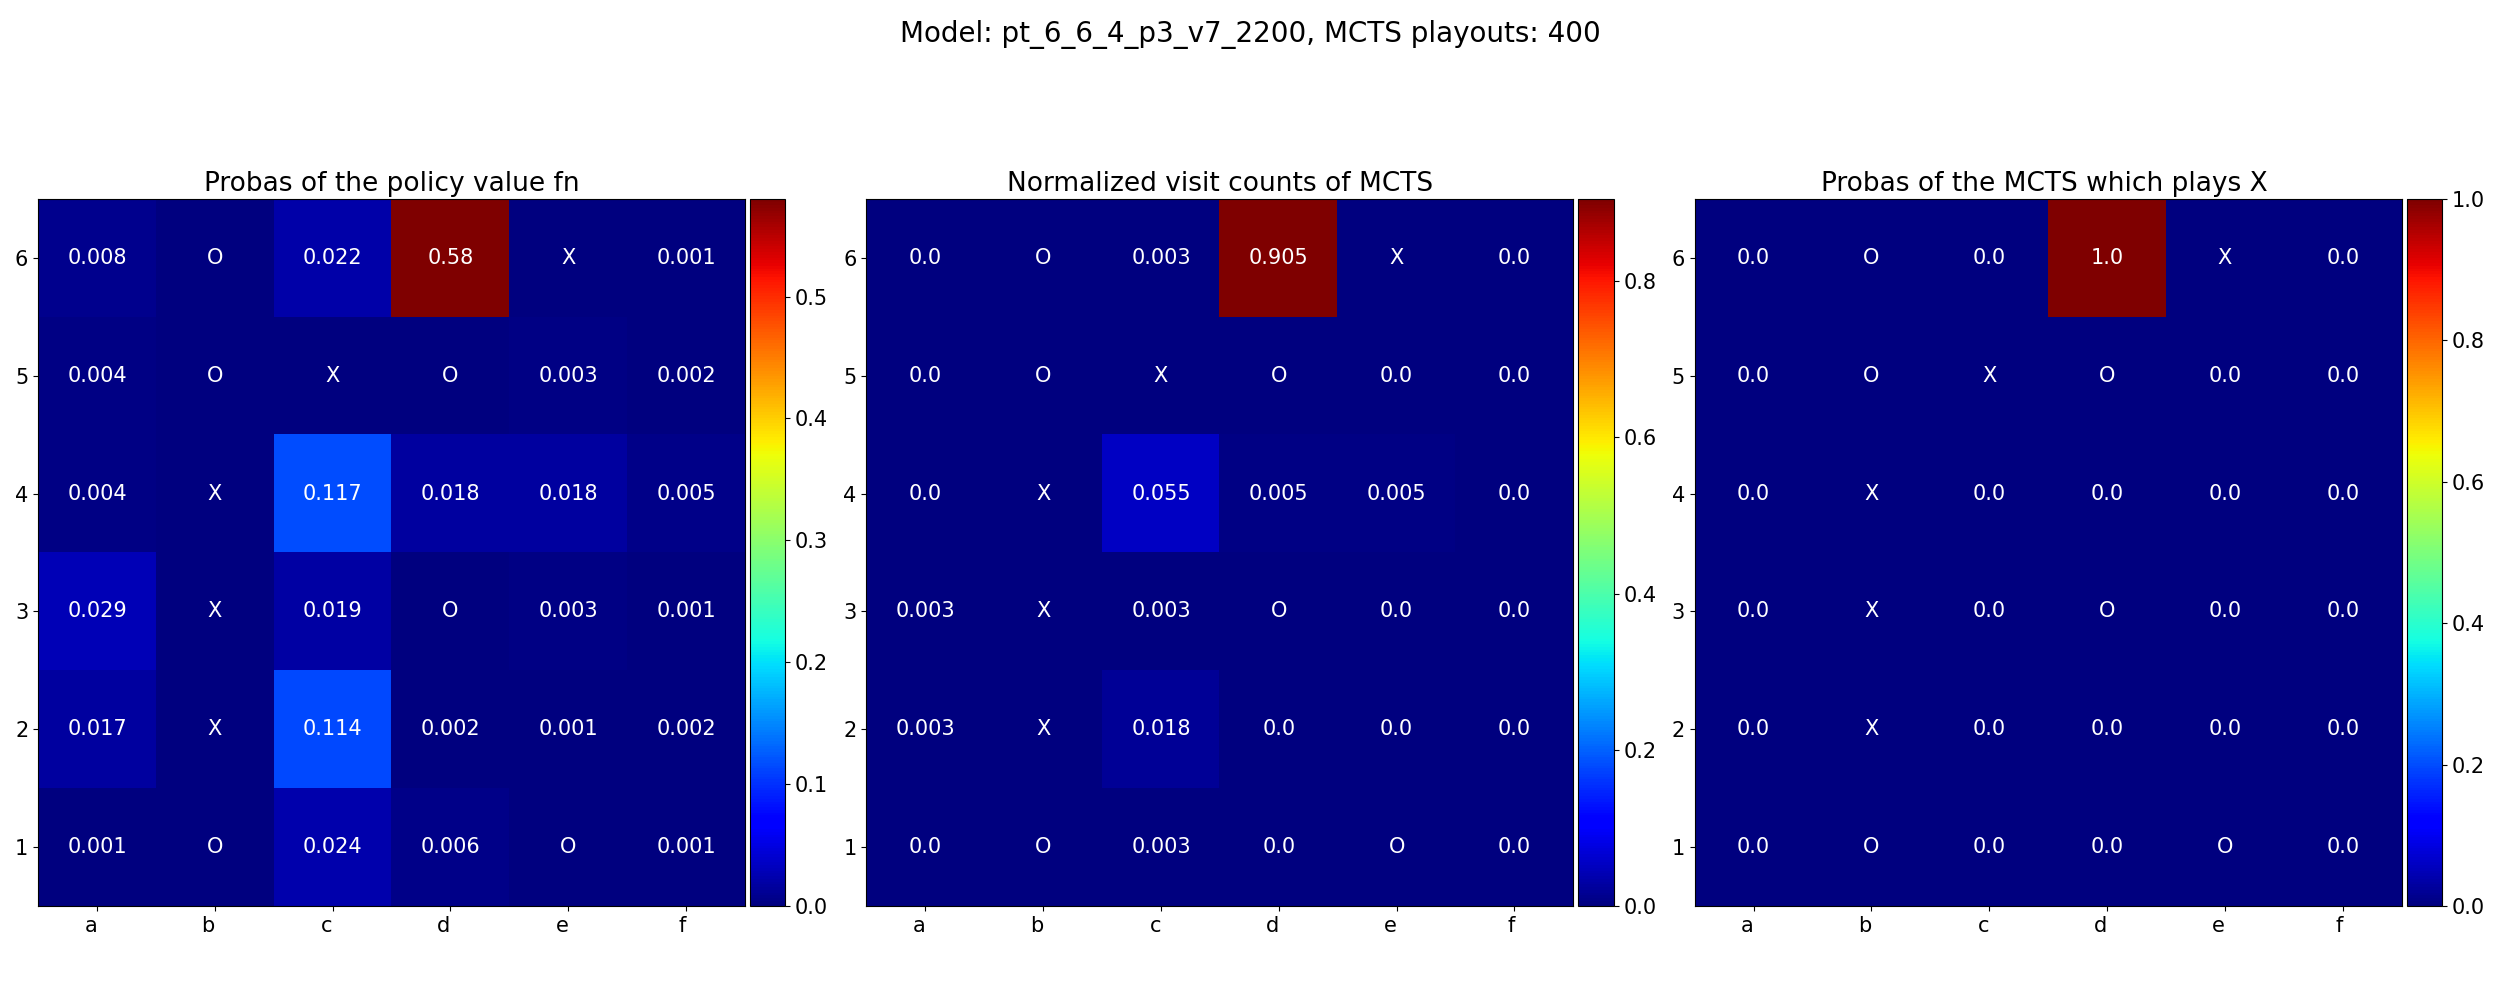 Model: pt_6_6_4_p3_v7_2200, MCTS playouts: 400
Probas of the policy value fn
6 0.008 O 0.022 0.58 X 0.001
5 0.004 O X O 0.003 0.002
4 0.004 X 0.117 0.018 0.018 0.005
3 0.029 X 0.019 O 0.003 0.001
2 0.017 X 0.114 0.002 0.001 0.002
1 0.001 O 0.024 0.006 O 0.001
a b c d e f
0.5
0.4
0.3
0.2
0.1
0.0
Normalized visit counts of MCTS
6 0.0 O 0.003 0.905 X 0.0
5 0.0 O X O 0.0 0.0
4 0.0 X 0.055 0.005 0.005 0.0
3 0.003 X 0.003 O 0.0 0.0
2 0.003 X 0.018 0.0 0.0 0.0
1 0.0 O 0.003 0.0 O 0.0
a b c d e f
0.8
0.6
0.4
0.2
0.0
Probas of the MCTS which plays X
6 0.0 O 0.0 1.0 X 0.0
5 0.0 O X O 0.0 0.0
4 0.0 X 0.0 0.0 0.0 0.0
3 0.0 X 0.0 O 0.0 0.0
2 0.0 X 0.0 0.0 0.0 0.0
1 0.0 O 0.0 0.0 O 0.0
a b c d e f
1.0
0.8
0.6
0.4
0.2
0.0